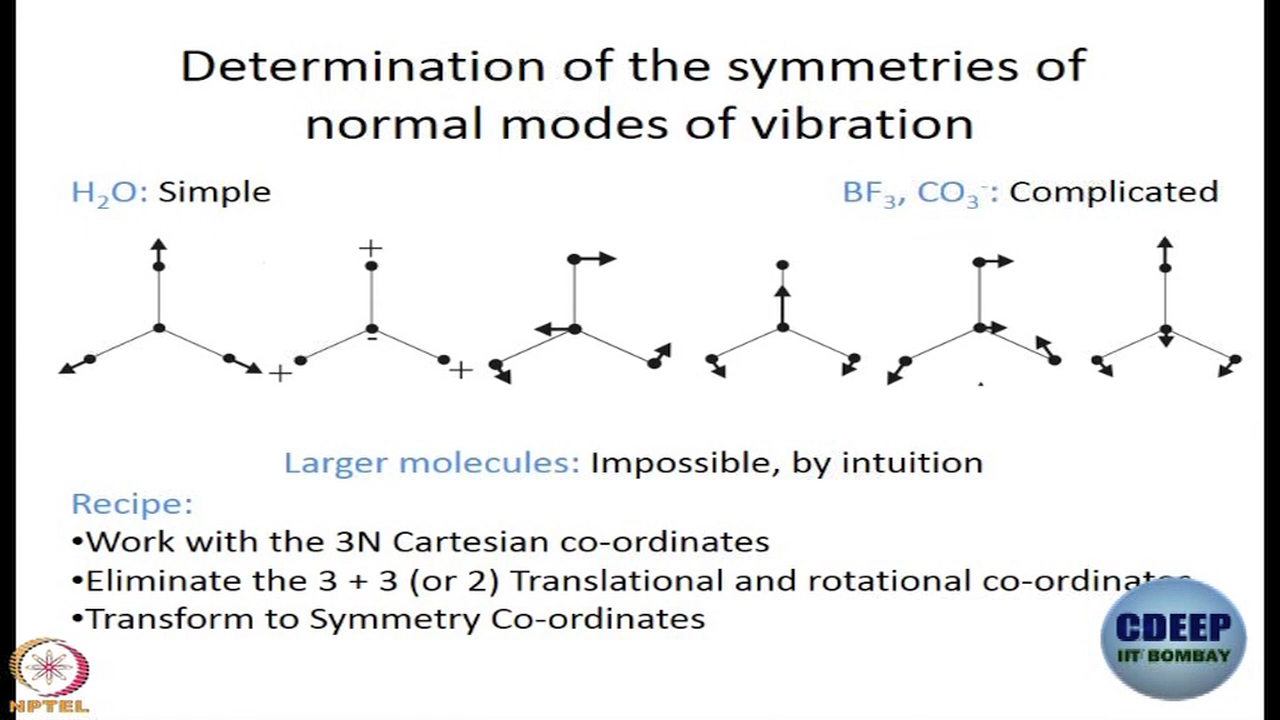 Determination of the symmetries of
normal modes of vibration
H₂O: Simple
BF₃, CO₃⁻: Complicated
+
-
+
+
Larger molecules: Impossible, by intuition
Recipe:
•Work with the 3N Cartesian co-ordinates
•Eliminate the 3 + 3 (or 2) Translational and rotational co-ordinates
•Transform to Symmetry Co-ordinates
CDEEP
IIT BOMBAY
NPTEL